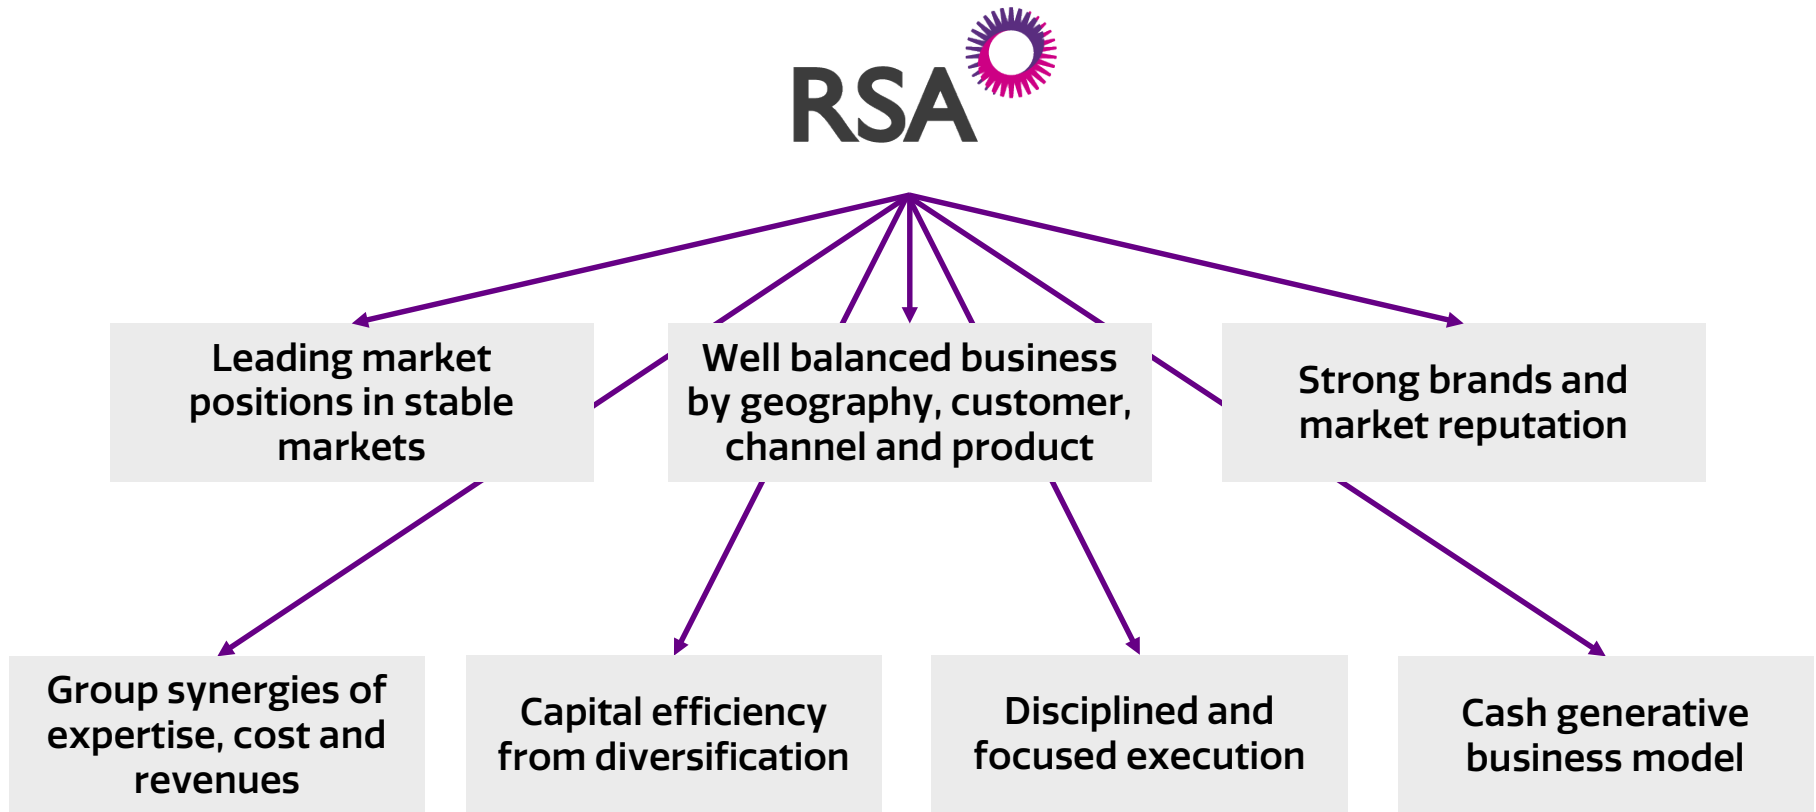 RSA
Leading market
positions in stable
markets
Well balanced business
by geography, customer,
channel and product
Strong brands and
market reputation
Group synergies of
expertise, cost and
revenues
Capital efficiency
from diversification
Disciplined and
focused execution
Cash generative
business model